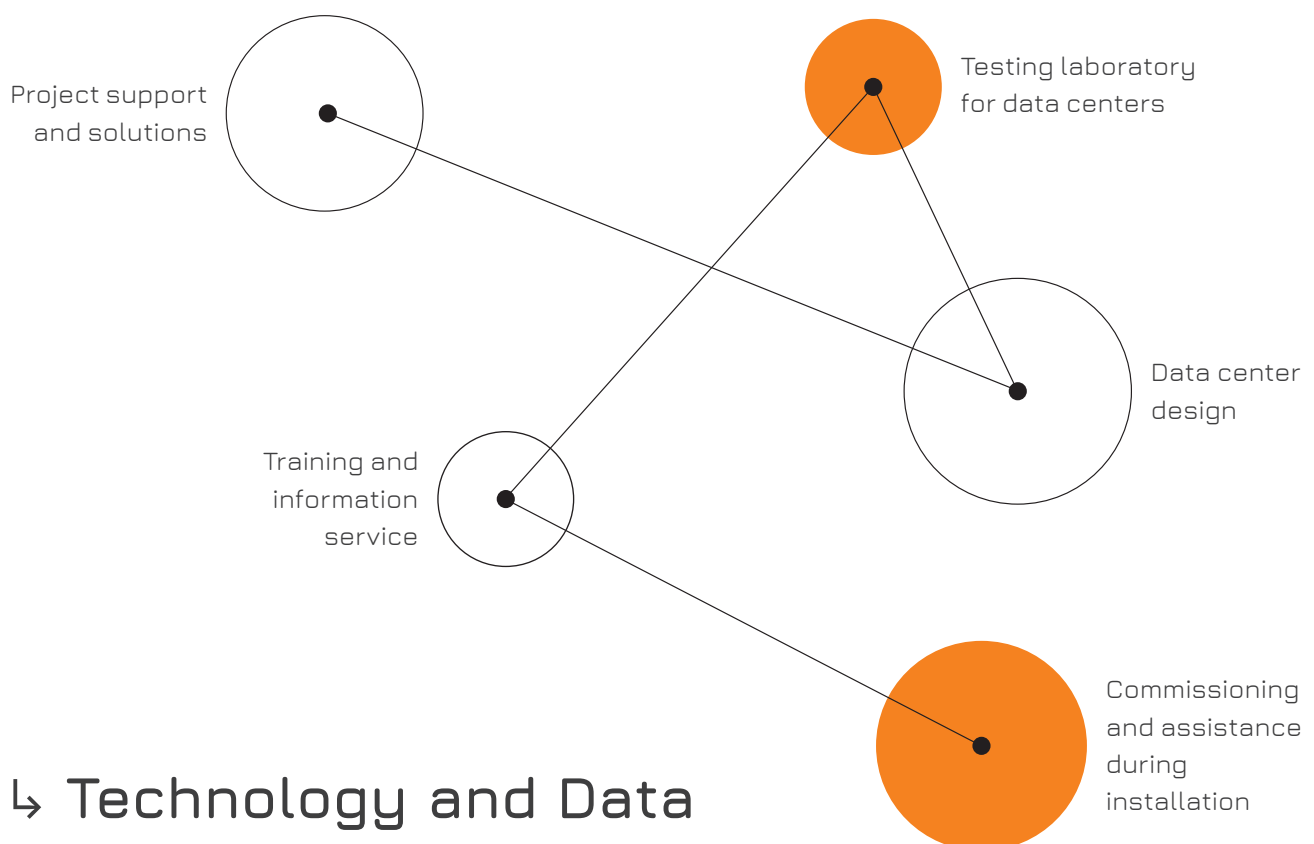 Project support
and solutions
Testing laboratory
for data centers
Data center
design
Training and
information
service
Commissioning
and assistance
during
installation
↳ Technology and Data